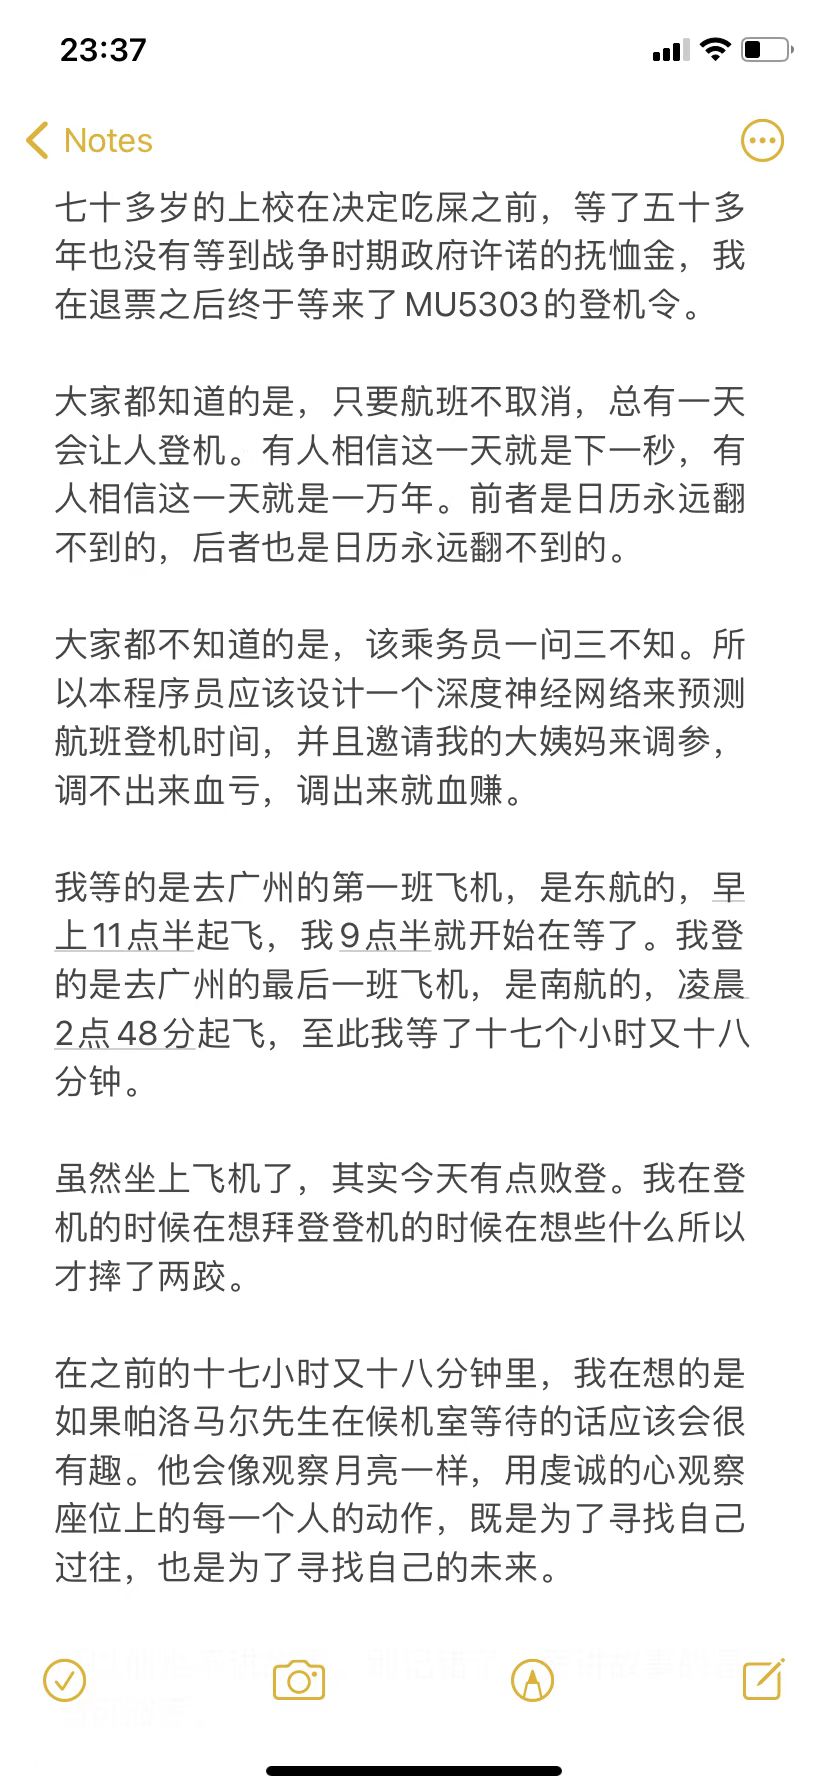 23:37
Notes
七十多岁的上校在决定吃屎之前，等了五十多
年也没有等到战争时期政府许诺的抚恤金，我
在退票之后终于等来了MU5303的登机令。
大家都知道的是，只要航班不取消，总有一天
会让人登机。有人相信这一天就是下一秒，有
人相信这一天就是一万年。前者是日历永远翻
不到的，后者也是日历永远翻不到的。
大家都不知道的是，该乘务员一问三不知。所
以本程序员应该设计一个深度神经网络来预测
航班登机时间，并且邀请我的大姨妈来调参，
调不出来血亏，调出来就血赚。
我等的是去广州的第一班飞机，是东航的，早
上11点半起飞，我9点半就开始在等了。我登
的是去广州的最后一班飞机，是南航的，凌晨
2点48分起飞，至此我等了十七个小时又十八
分钟。
虽然坐上飞机了，其实今天有点败登。我在登
机的时候在想拜登登机的时候在想些什么所以
才摔了两跤。
在之前的十七小时又十八分钟里，我在想的是
如果帕洛马尔先生在候机室等待的话应该会很
有趣。他会像观察月亮一样，用虔诚的心观察
座位上的每一个人的动作，既是为了寻找自己
过往，也是为了寻找自己的未来。